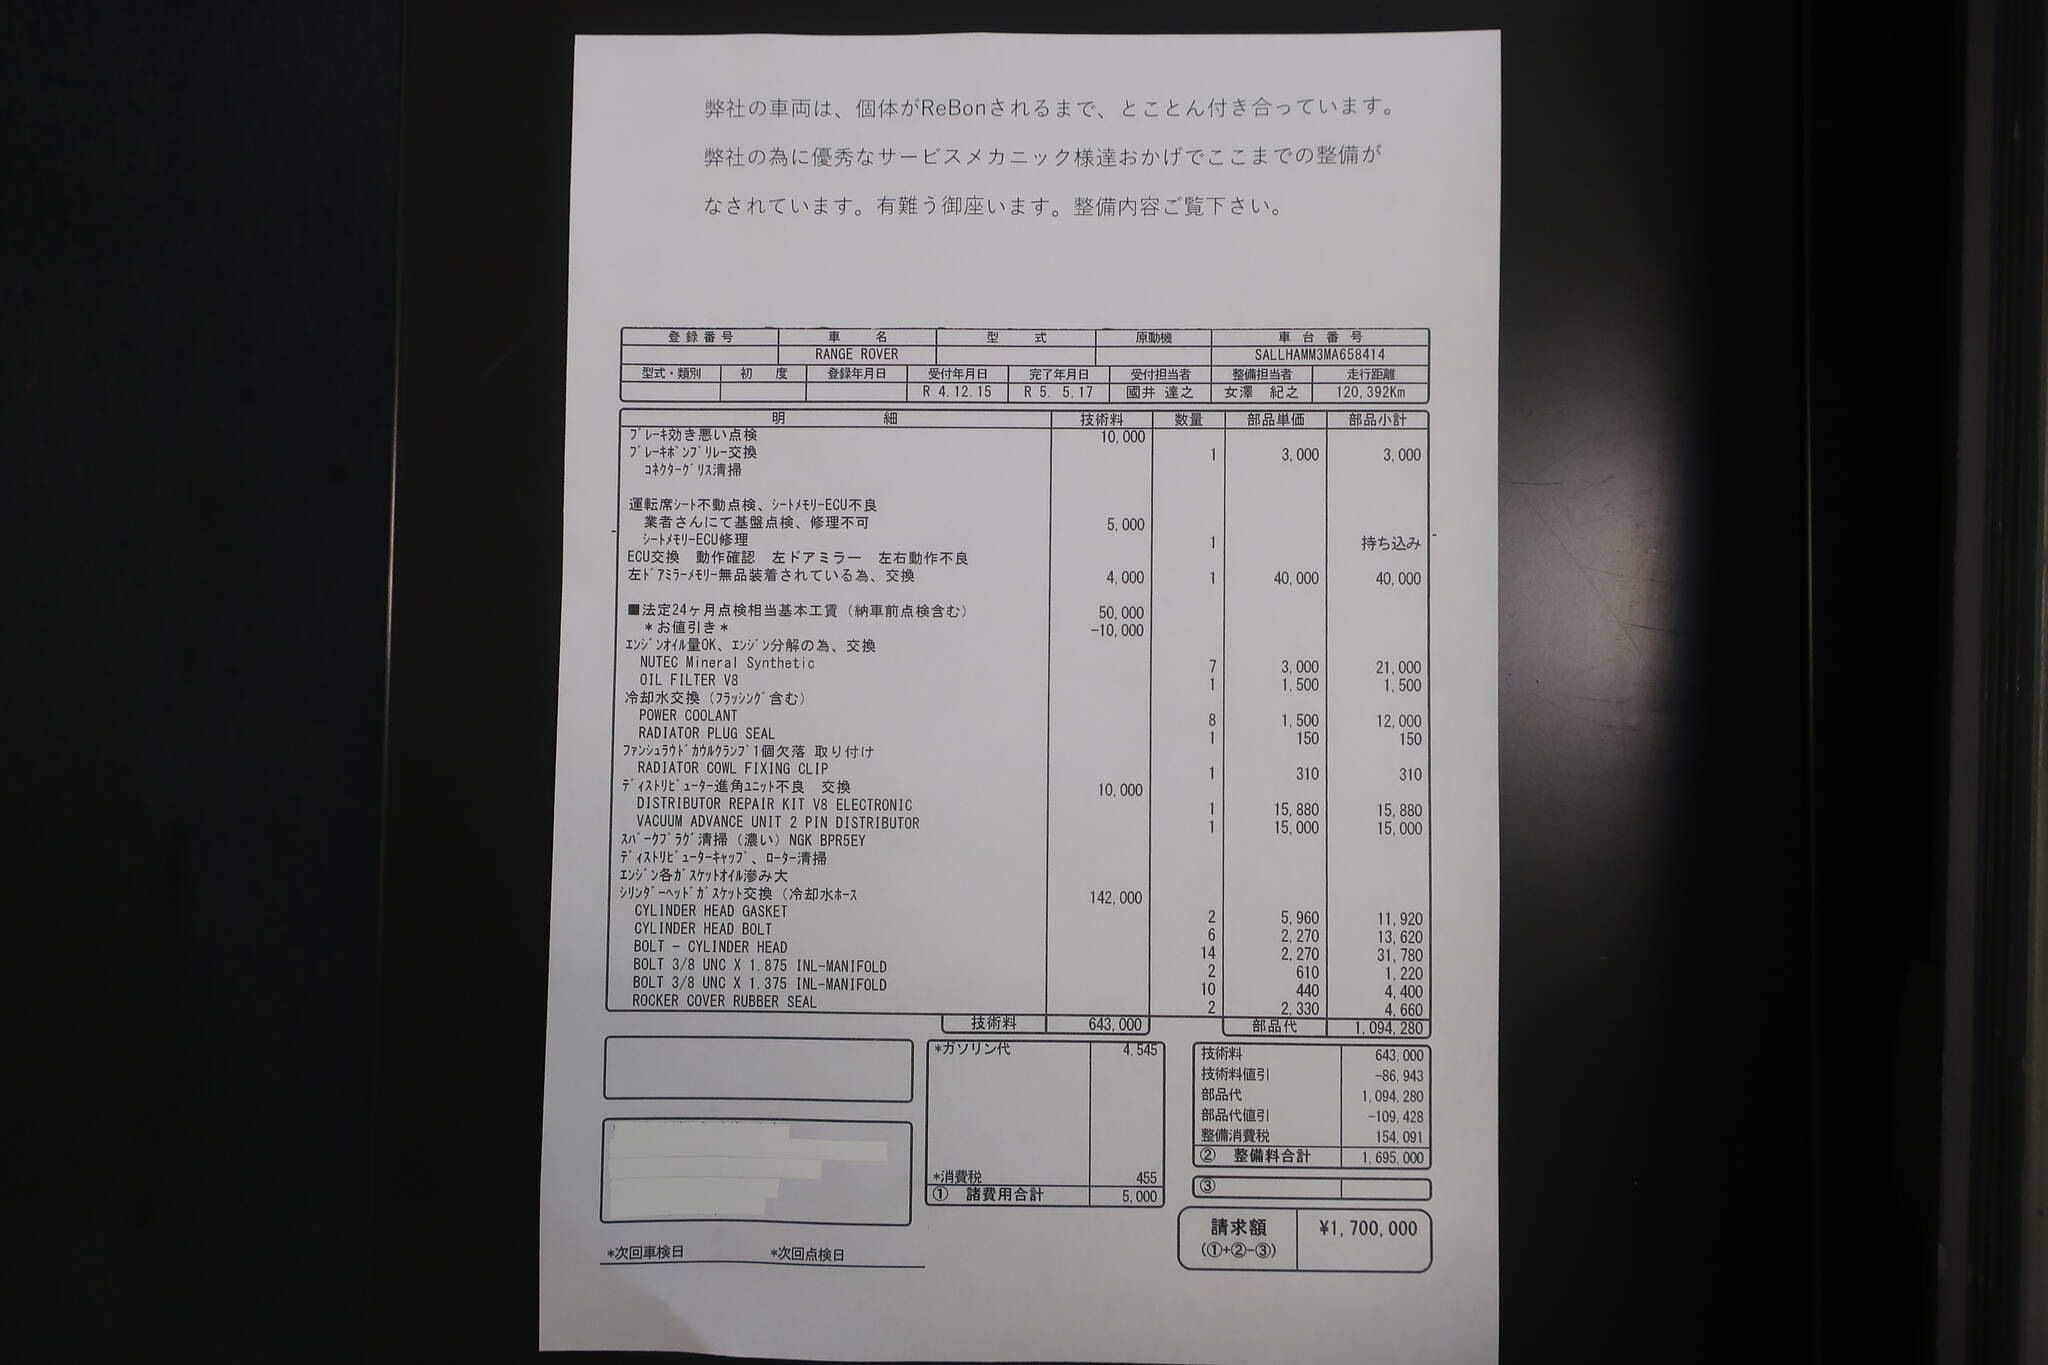 弊社の車両は、個体がReBonされるまで、とことん付き合っています。
弊社の為に優秀なサービスメカニック様達おかげでここまでの整備が
なされています。有難う御座います。整備内容ご覧下さい。
登録番号 車名 型式 原動機 車台番号
RANGE ROVER SALLHAMM3MA658414
型式・類別 初度 登録年月日 受付年月日 完了年月日 受付担当者 整備担当者 走行距離
R 4.12.15 R 5. 5.17 國井 達之 女澤 紀之 120,392Km
明細 技術料 数量 部品単価 部品小計
ﾌﾞﾚｰｷ効き悪い点検 10,000
ﾌﾞﾚｰｷﾎﾟﾝﾌﾟﾘﾚｰ交換 1 3,000 3,000
ｺﾈｸﾀｰｸﾞﾘｽ清掃
運転席ｼｰﾄ不動点検、ｼｰﾄﾒﾓﾘｰECU不良
業者さんにて基盤点検、修理不可 5,000
ｼｰﾄﾒﾓﾘｰECU修理 1 持ち込み
ECU交換 動作確認 左ドアミラー 左右動作不良
左ﾄﾞｱﾐﾗｰﾒﾓﾘｰ無品装着されている為、交換 4,000 1 40,000 40,000
■法定24ヶ月点検相当基本工賃（納車前点検含む） 50,000
＊お値引き＊ -10,000
ｴﾝｼﾞﾝｵｲﾙ量OK、ｴﾝｼﾞﾝ分解の為、交換
NUTEC Mineral Synthetic 7 3,000 21,000
OIL FILTER V8 1 1,500 1,500
冷却水交換（ﾌﾗｯｼﾝｸﾞ含む）
POWER COOLANT 8 1,500 12,000
RADIATOR PLUG SEAL 1 150 150
ﾌｧﾝｼｭﾗｳﾄﾞｶｳﾙｸﾗﾝﾌﾟ1個欠落 取り付け
RADIATOR COWL FIXING CLIP 1 310 310
ﾃﾞｨｽﾄﾘﾋﾞｭｰﾀｰ進角ﾕﾆｯﾄ不良 交換 10,000
DISTRIBUTOR REPAIR KIT V8 ELECTRONIC 1 15,880 15,880
VACUUM ADVANCE UNIT 2 PIN DISTRIBUTOR 1 15,000 15,000
ｽﾊﾟｰｸﾌﾟﾗｸﾞ清掃（濃い）NGK BPR5EY
ﾃﾞｨｽﾄﾘﾋﾞｭｰﾀｰｷｬｯﾌﾟ、ﾛｰﾀｰ清掃
ｴﾝｼﾞﾝ各ｶﾞｽｹｯﾄｵｲﾙ滲み大
ｼﾘﾝﾀﾞｰﾍｯﾄﾞｶﾞｽｹｯﾄ交換（冷却水ﾎｰｽ 142,000
CYLINDER HEAD GASKET 2 5,960 11,920
CYLINDER HEAD BOLT 6 2,270 13,620
BOLT - CYLINDER HEAD 14 2,270 31,780
BOLT 3/8 UNC X 1.875 INL-MANIFOLD 2 610 1,220
BOLT 3/8 UNC X 1.375 INL-MANIFOLD 10 440 4,400
ROCKER COVER RUBBER SEAL 2 2,330 4,660
技術料 643,000 部品代 1,094,280
*ガソリン代 4,545
*消費税 455
① 諸費用合計 5,000
技術料 643,000
技術料値引 -86,943
部品代 1,094,280
部品代値引 -109,428
整備消費税 154,091
② 整備料合計 1,695,000
③
請求額 ¥1,700,000
(①+②-③)
*次回車検日 *次回点検日